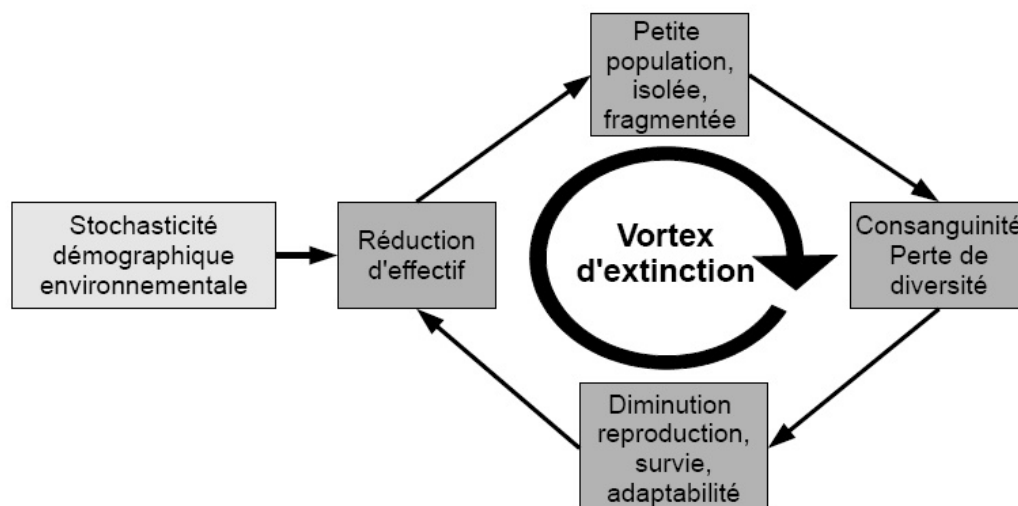 Petite
population,
isolée,
fragmentée
Stochasticité
démographique
environnementale
Réduction
d'effectif
Vortex
d'extinction
Consanguinité
Perte de
diversité
Diminution
reproduction,
survie,
adaptabilité